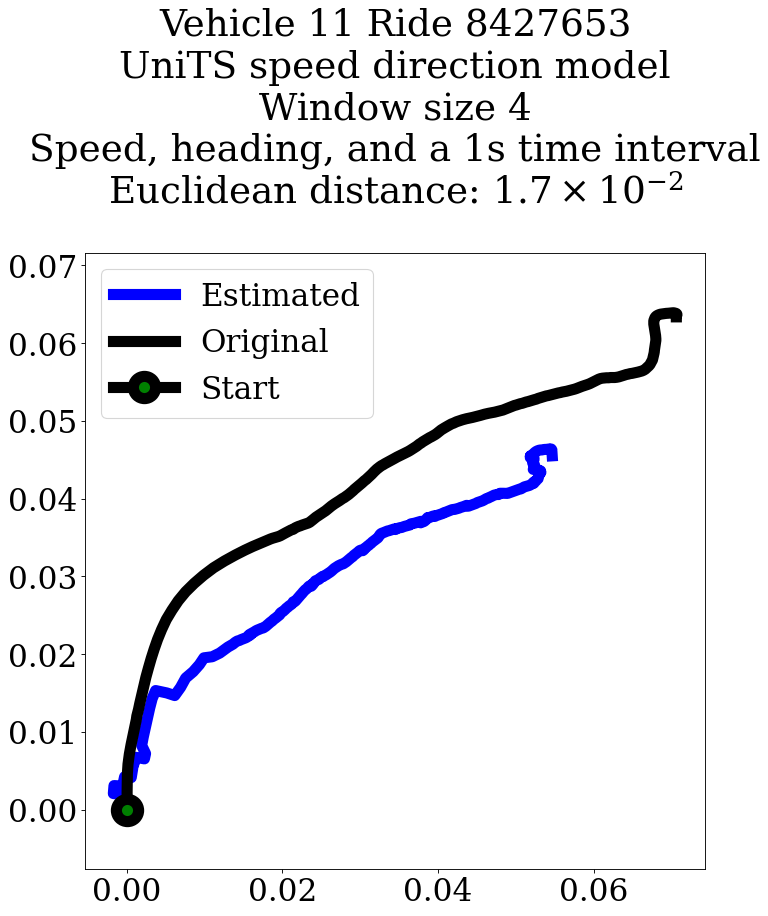 Vehicle 11 Ride 8427653
UniTS speed direction model
Window size 4
Speed, heading, and a 1s time interval
Euclidean distance: 1.7 × 10⁻²
0.07
0.06
0.05
0.04
0.03
0.02
0.01
0.00
Estimated
Original
Start
0.00 0.02 0.04 0.06